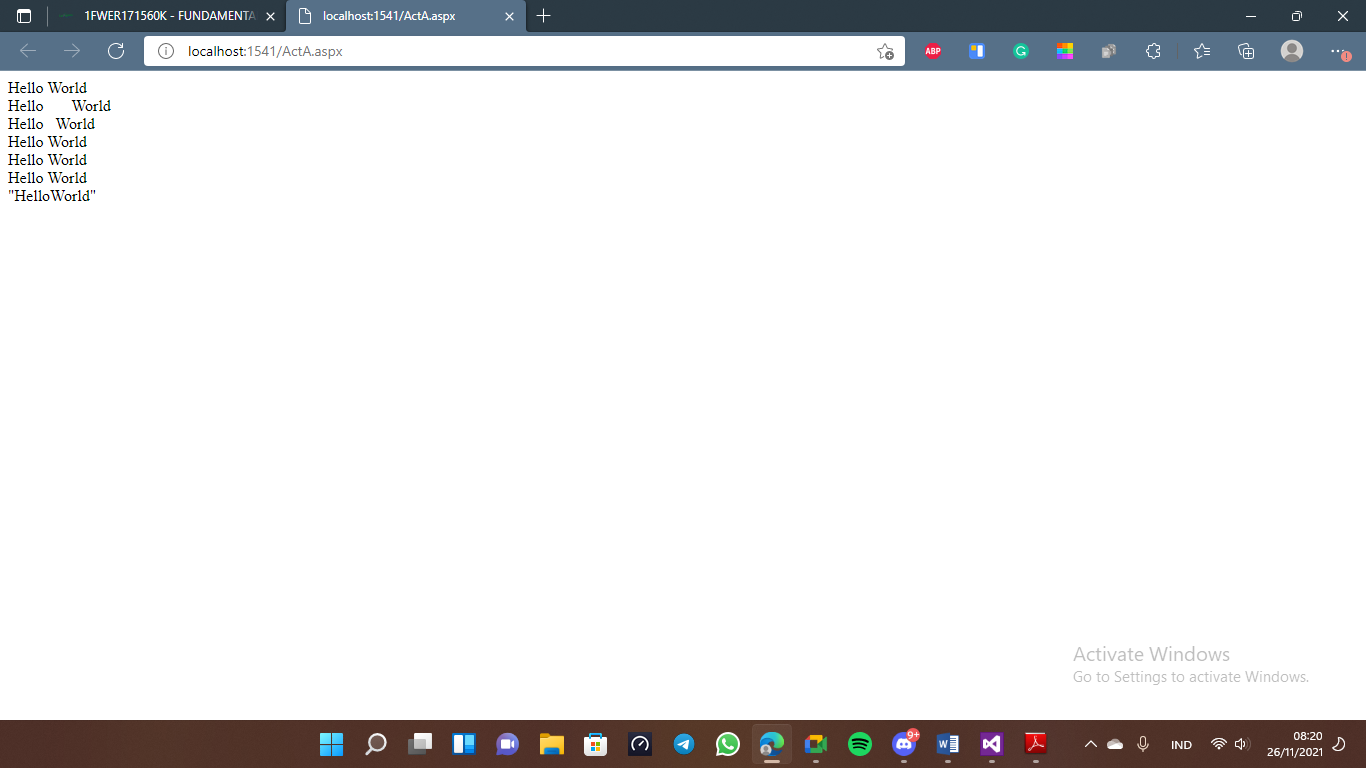 1FWER171560K - FUNDAMENTA
localhost:1541/ActA.aspx
localhost:1541/ActA.aspx
ABP
G
Hello World
Hello       World
Hello   World
Hello World
Hello World
Hello World
"HelloWorld"
Activate Windows
Go to Settings to activate Windows.
9+
IND
08:20
26/11/2021